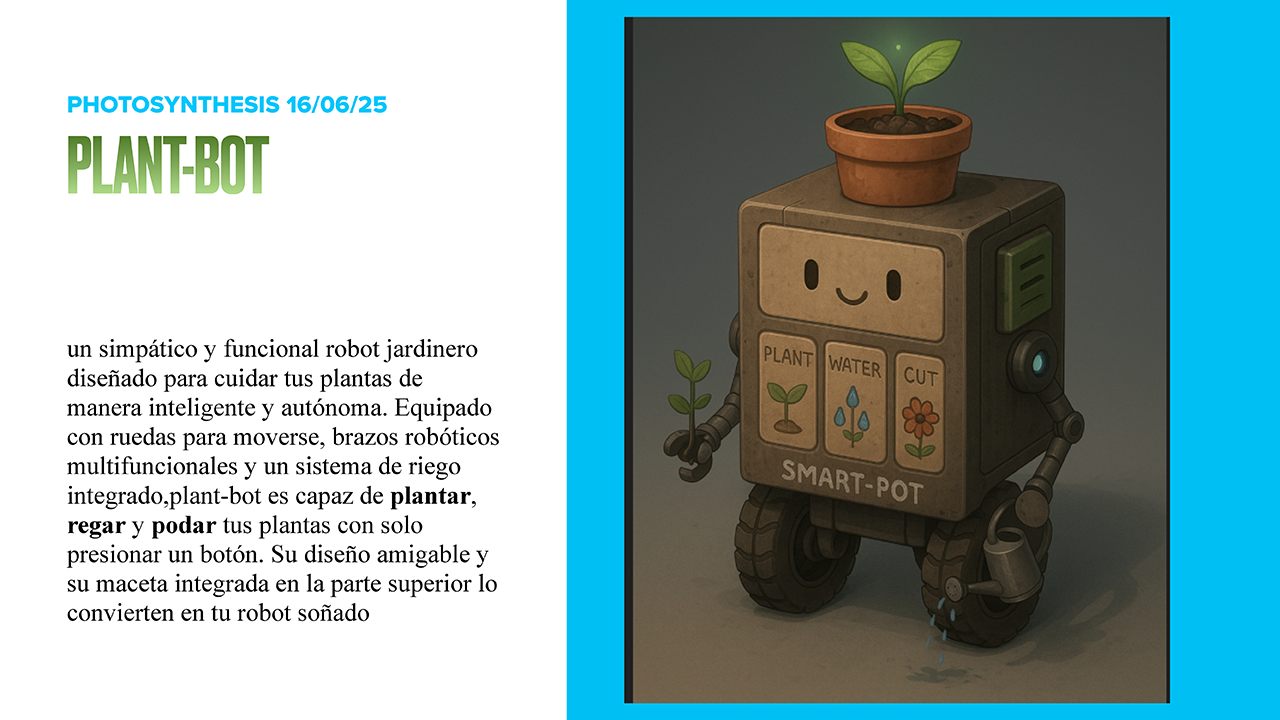 PHOTOSYNTHESIS 16/06/25
PLANT-BOT
un simpático y funcional robot jardinero
diseñado para cuidar tus plantas de
manera inteligente y autónoma. Equipado
con ruedas para moverse, brazos robóticos
multifuncionales y un sistema de riego
integrado,plant-bot es capaz de plantar,
regar y podar tus plantas con solo
presionar un botón. Su diseño amigable y
su maceta integrada en la parte superior lo
convierten en tu robot soñado
PLANT
WATER
CUT
SMART-POT